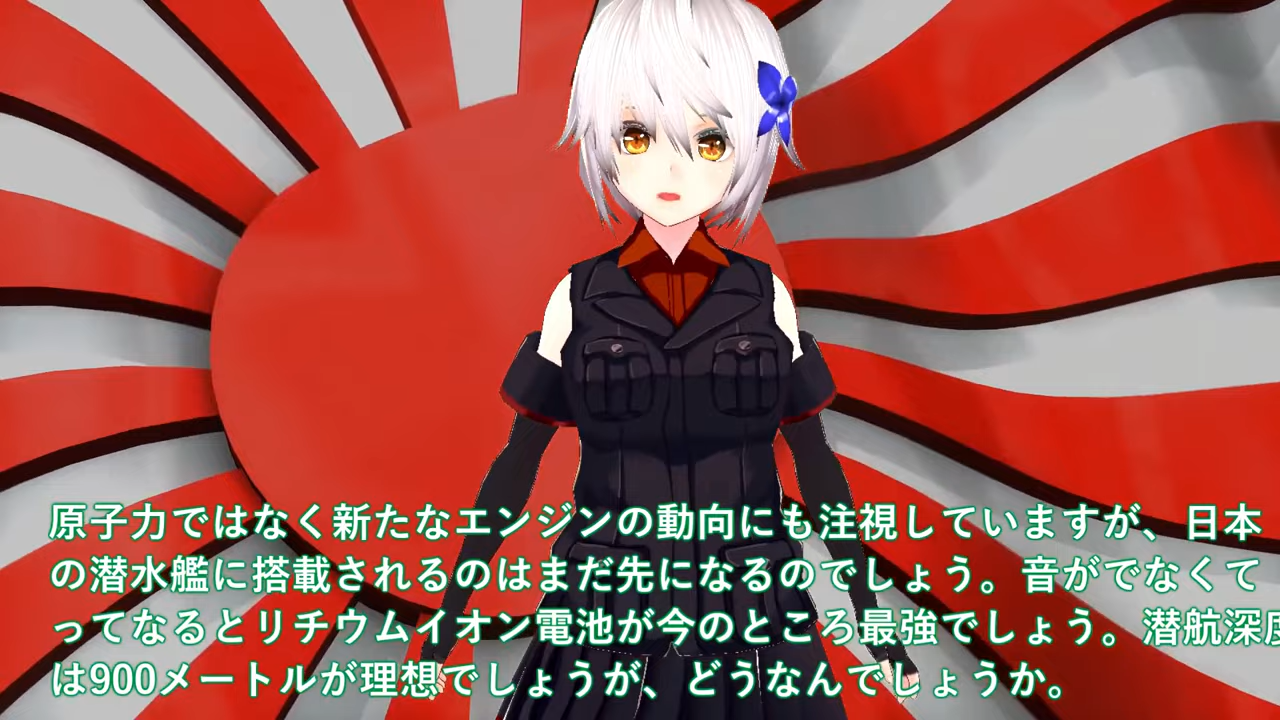 原子力ではなく新たなエンジンの動向にも注視していますが、日本
の潜水艦に搭載されるのはまだ先になるのでしょう。音がでなくて
ってなるとリチウムイオン電池が今のところ最強でしょう。潜航深度
は900メートルが理想でしょうが、どうなんでしょうか。